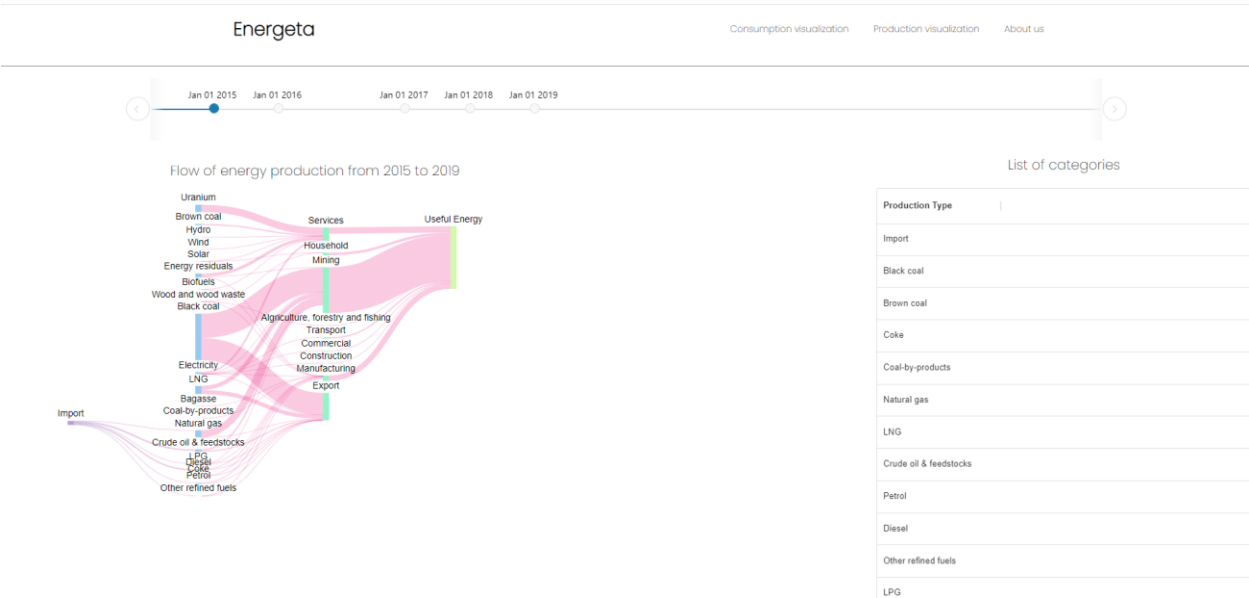 Energeta
Consumption visualization
Production visualization
About us
Jan 01 2015
Jan 01 2016
Jan 01 2017
Jan 01 2018
Jan 01 2019
Flow of energy production from 2015 to 2019
Uranium
Brown coal
Hydro
Wind
Solar
Energy residuals
Biofuels
Wood and wood waste
Black coal
Electricity
LNG
Bagasse
Coal-by-products
Natural gas
Crude oil & feedstocks
LPG
Diesel
Coke
Petrol
Other refined fuels
Import
Services
Household
Mining
Algriculture, forestry and fishing
Transport
Commercial
Construction
Manufacturing
Export
Useful Energy
List of categories
Production Type
Import
Black coal
Brown coal
Coke
Coal-by-products
Natural gas
LNG
Crude oil & feedstocks
Petrol
Diesel
Other refined fuels
LPG